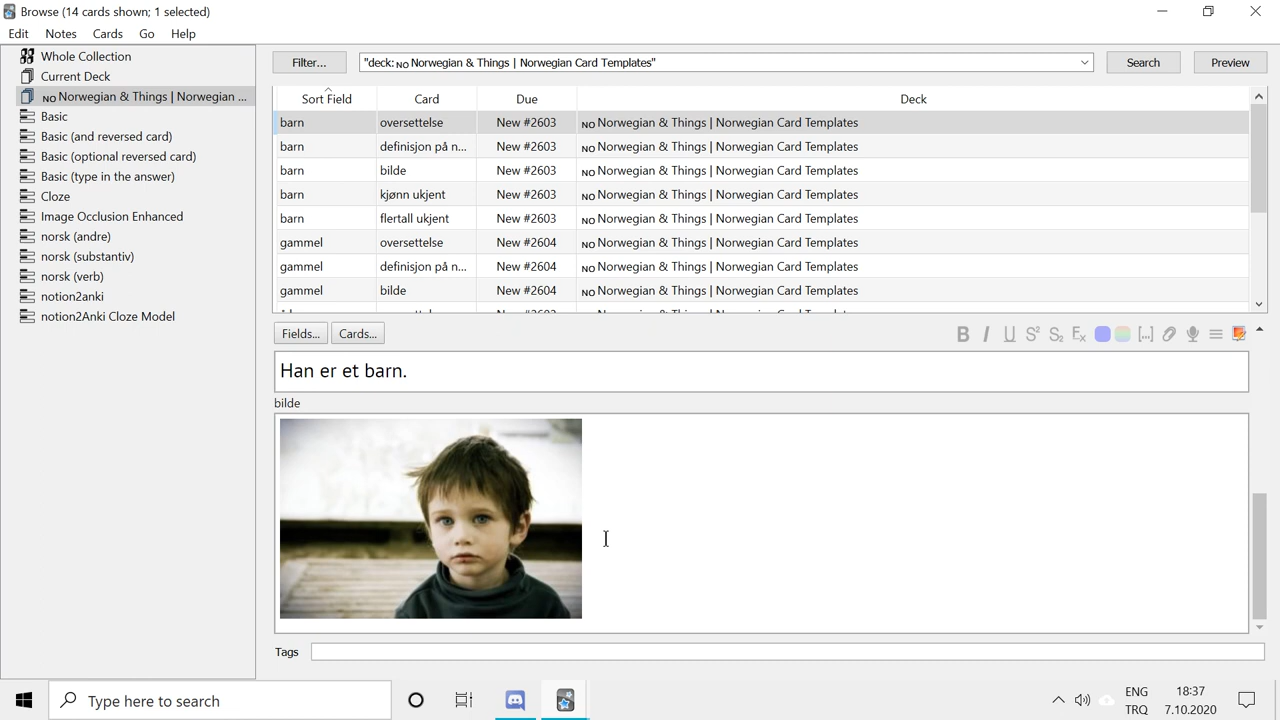 Browse (14 cards shown; 1 selected)
Edit Notes Cards Go Help
Whole Collection
Current Deck
NO Norwegian & Things | Norwegian ...
Basic
Basic (and reversed card)
Basic (optional reversed card)
Basic (type in the answer)
Cloze
Image Occlusion Enhanced
norsk (andre)
norsk (substantiv)
norsk (verb)
notion2anki
notion2Anki Cloze Model
Filter... "deck:NO Norwegian & Things | Norwegian Card Templates" Search Preview
Sort Field Card Due Deck
barn oversettelse New #2603 NO Norwegian & Things | Norwegian Card Templates
barn definisjon på n... New #2603 NO Norwegian & Things | Norwegian Card Templates
barn bilde New #2603 NO Norwegian & Things | Norwegian Card Templates
barn kjønn ukjent New #2603 NO Norwegian & Things | Norwegian Card Templates
barn flertall ukjent New #2603 NO Norwegian & Things | Norwegian Card Templates
gammel oversettelse New #2604 NO Norwegian & Things | Norwegian Card Templates
gammel definisjon på n... New #2604 NO Norwegian & Things | Norwegian Card Templates
gammel bilde New #2604 NO Norwegian & Things | Norwegian Card Templates
Fields... Cards... B I U S² S₂ Ex [...]
Han er et barn.
bilde
Tags
Type here to search
ENG 18:37
TRQ 7.10.2020